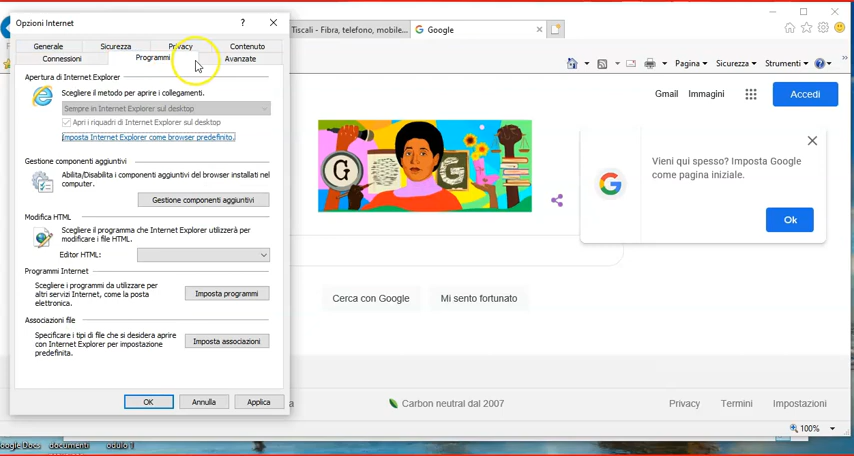 Opzioni Internet
?
Generale Sicurezza Privacy Contenuto
Connessioni Programmi Avanzate
Apertura di Internet Explorer
Scegliere il metodo per aprire i collegamenti.
Sempre in Internet Explorer sul desktop
Apri i riquadri di Internet Explorer sul desktop
Imposta Internet Explorer come browser predefinito.
Gestione componenti aggiuntivi
Abilita/Disabilita i componenti aggiuntivi del browser installati nel
computer.
Gestione componenti aggiuntivi
Modifica HTML
Scegliere il programma che Internet Explorer utilizzerà per
modificare i file HTML.
Editor HTML:
Programmi Internet
Scegliere i programmi da utilizzare per
altri servizi Internet, come la posta
elettronica.
Imposta programmi
Associazioni file
Specificare i tipi di file che si desidera aprire
con Internet Explorer per impostazione
predefinita.
Imposta associazioni
OK Annulla Applica
Tiscali - Fibra, telefono, mobile...
Google
Pagina Sicurezza Strumenti
Gmail Immagini
Accedi
Vieni qui spesso? Imposta Google
come pagina iniziale.
Ok
Cerca con Google Mi sento fortunato
Carbon neutral dal 2007
Privacy Termini Impostazioni
100%
documenti